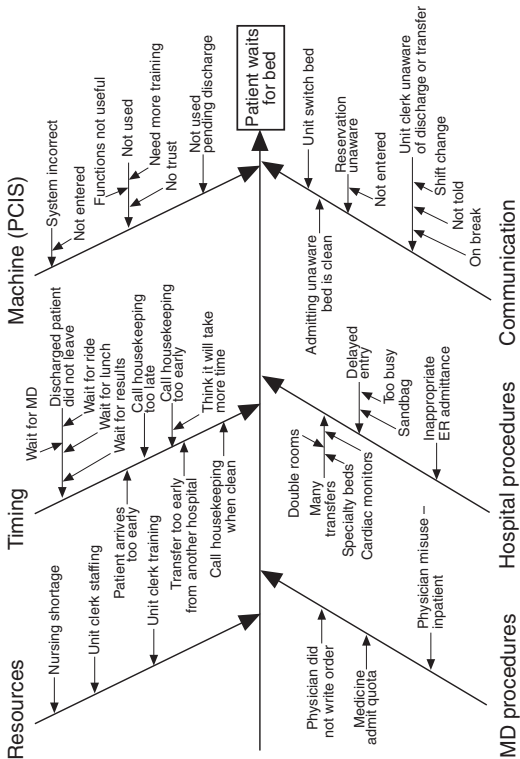 Resources
Nursing shortage
Unit clerk staffing
Unit clerk training
Timing
Wait for MD
Discharged patient
did not leave
Wait for ride
Wait for lunch
Wait for results
Patient arrives
too early
Call housekeeping
too late
Call housekeeping
too early
Think it will take
more time
Transfer too early
from another hospital
Call housekeeping
when clean
Machine (PCIS)
System incorrect
Not entered
Functions not useful
Not used
Need more training
No trust
Not used
pending discharge
Patient waits
for bed
MD procedures
Physician did
not write order
Medicine
admit quota
Physician misuse –
inpatient
Hospital procedures
Double rooms
Many
transfers
Specialty beds
Cardiac monitors
Delayed
entry
Too busy
Sandbag
Inappropriate
ER admittance
Communication
Unit switch bed
Admitting unaware
bed is clean
Reservation
unaware
Not entered
Unit clerk unaware
of discharge or transfer
Shift change
Not told
On break